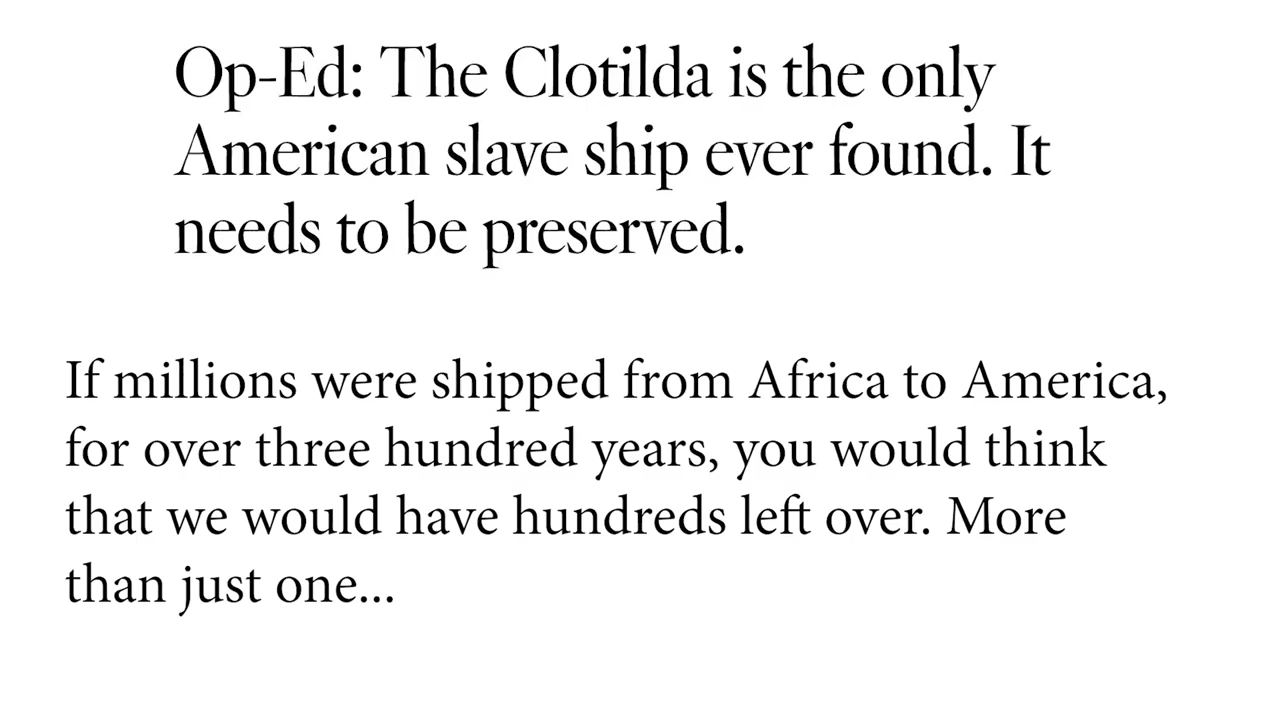 Op-Ed: The Clotilda is the only
American slave ship ever found. It
needs to be preserved.
If millions were shipped from Africa to America,
for over three hundred years, you would think
that we would have hundreds left over. More
than just one...